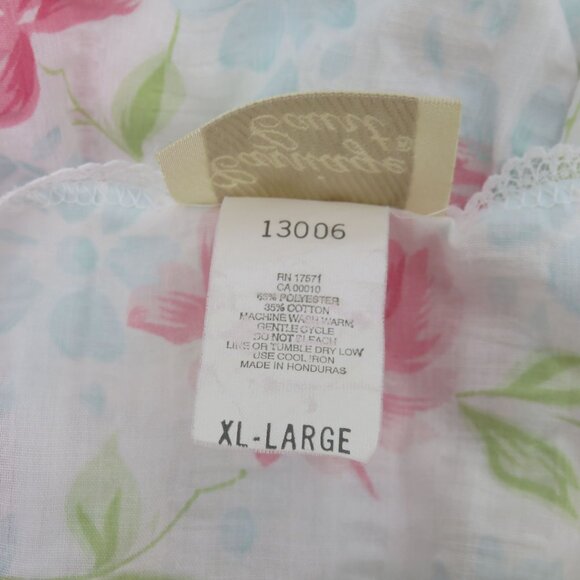 13006
RN 17571
CA 00010
65% POLYESTER
35% COTTON
MACHINE WASH WARM
GENTLE CYCLE
DO NOT BLEACH
LINE OR TUMBLE DRY LOW
USE COOL IRON
MADE IN HONDURAS
XL-LARGE